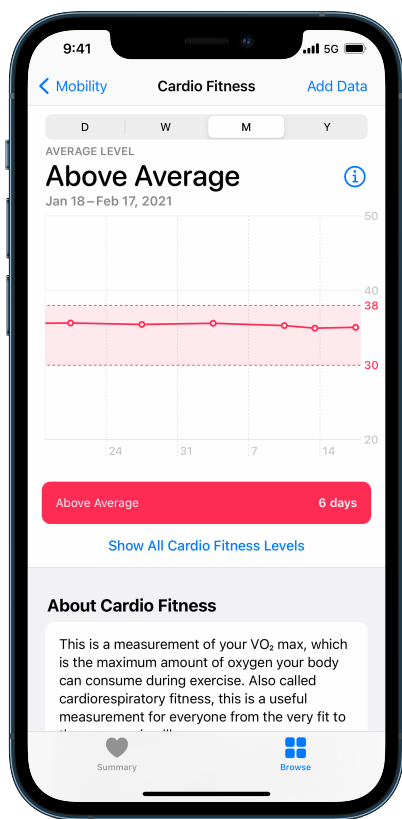 9:41
5G
Mobility
Cardio Fitness
Add Data
D W M Y
AVERAGE LEVEL
Above Average
Jan 18–Feb 17, 2021
50
40
38
30
20
24 31 7 14
Above Average 6 days
Show All Cardio Fitness Levels
About Cardio Fitness
This is a measurement of your VO₂ max, which
is the maximum amount of oxygen your body
can consume during exercise. Also called
cardiorespiratory fitness, this is a useful
measurement for everyone from the very fit to
Summary
Browse